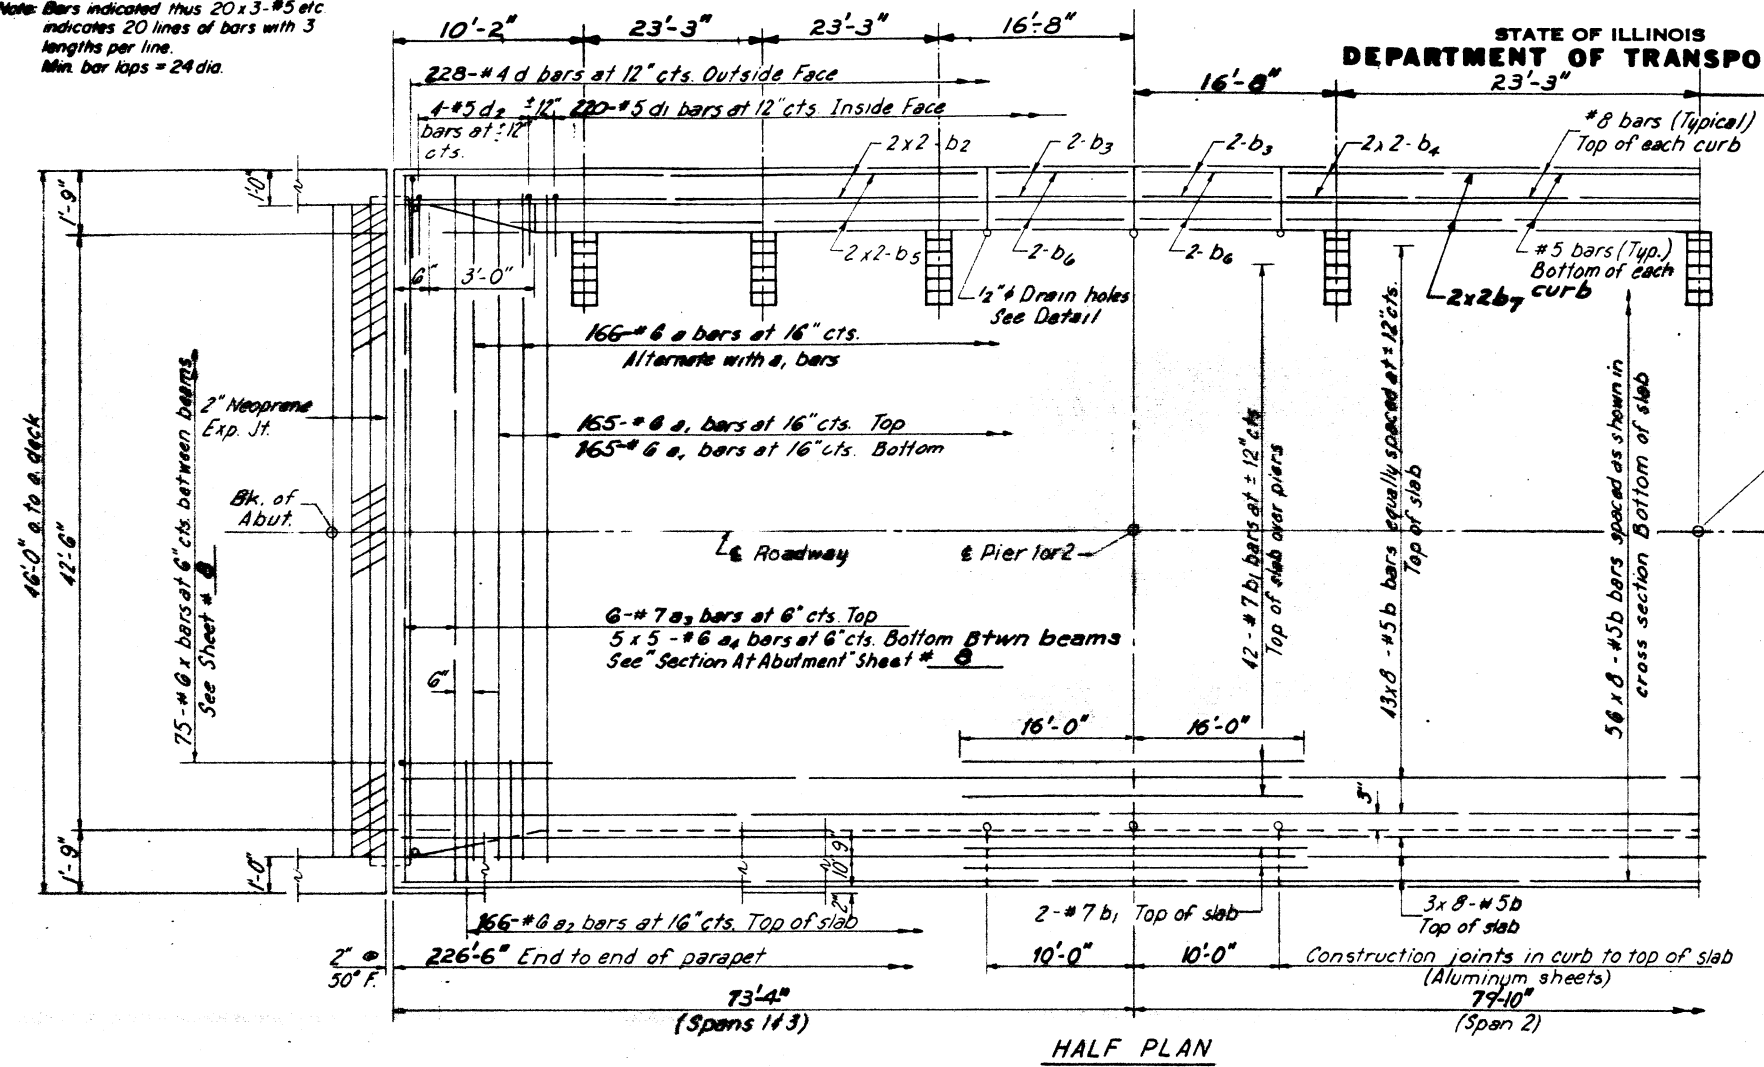 Note: Bars indicated thus 20 x 3-#5 etc.
indicates 20 lines of bars with 3
lengths per line.
Min. bar laps = 24 dia.
STATE OF ILLINOIS
DEPARTMENT OF TRANSPO
10'-2"
23'-3"
23'-3"
16'-8"
16'-8"
23'-3"
228-#4 d bars at 12" cts. Outside Face
4-#5 d2
bars at ±12"
cts.
±12"
220-#5 d1 bars at 12" cts. Inside Face
2x2-b2
2-b3
2-b3
2x2-b4
#8 bars (Typical)
Top of each curb
1'-9"
1'-0"
6"
3'-0"
2x2-b5
2-b6
2-b6
#5 bars (Typ.)
Bottom of each
curb
2x2b7
1/2"ϕ Drain holes
See Detail
166-#6 a bars at 16" cts.
Alternate with a1 bars
2" Neoprene
Exp. Jt.
165-#6 a1 bars at 16" cts. Top
165-#6 a1 bars at 16" cts. Bottom
46'-0" o. to o. deck
42'-6"
75-#6 x bars at 6" cts. between beams
See Sheet # 8
Bk. of
Abut.
℄ Roadway
℄ Pier 1or2
42-#7 b1 bars at ±12" cts
Top of slab over piers
43x8-#5 b bars equally spaced at ±12" cts.
Top of slab
56 x 8-#5b bars spaced as shown in
cross section Bottom of slab
6-#7 a3 bars at 6" cts. Top
5 x 5-#6 a4 bars at 6" cts. Bottom Btwn beams
See "Section At Abutment" Sheet # 8
6"
16'-0"
16'-0"
3"
1'-9"
1'-0"
9"
10"
2"
166-#6 a2 bars at 16" cts. Top of slab
2-#7 b1 Top of slab
3x8-#5b
Top of slab
2" @
50° F.
226'-6" End to end of parapet
10'-0"
10'-0"
Construction joints in curb to top of slab
(Aluminum sheets)
73'-4"
(Spans 1&3)
79'-10"
(Span 2)
HALF PLAN